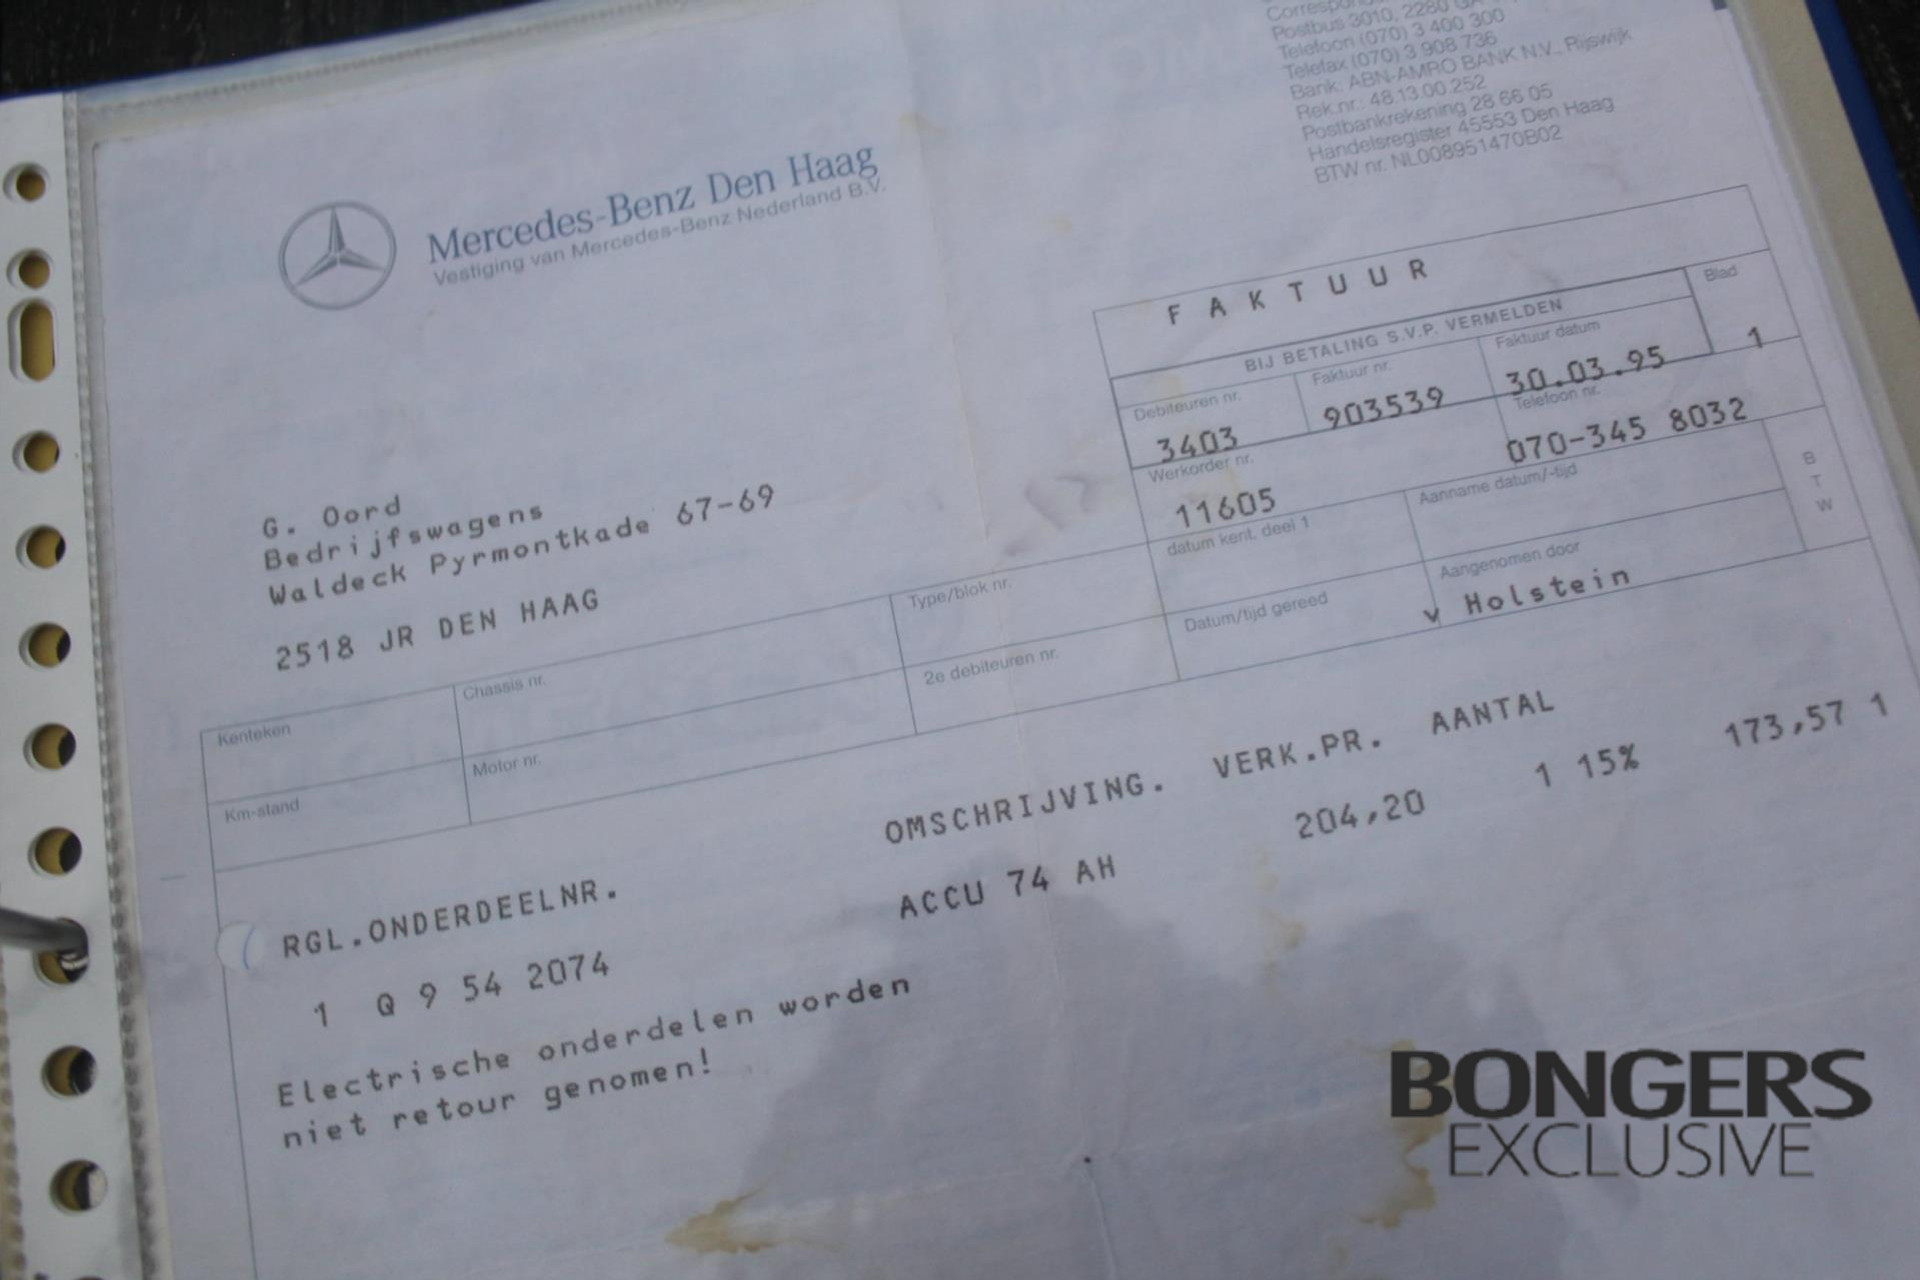 Postbus 3010, 2280
Telefoon (070) 3 400 300
Telefax (070) 3 908 736
Bank: ABN-AMRO BANK N.V., Rijswijk
Rek.nr.: 48.13.00.252
Postbankrekening 28 66 05
Handelsregister 45553 Den Haag
BTW nr. NL008951470B02
Mercedes-Benz Den Haag
Vestiging van Mercedes-Benz Nederland B.V.
FAKTUUR
Blad
1
BIJ BETALING S.V.P. VERMELDEN
Debiteuren nr. Faktuur nr. Faktuur datum
3403 903539 30.03.95
Werkorder nr. Telefoon nr.
11605 070-345 8032
datum kent. deel 1 Aanname datum/-tijd
BTW
Datum/tijd gereed Aangenomen door
v Holstein
G. Oord
Bedrijfswagens
Waldeck Pyrmontkade 67-69
2518 JR DEN HAAG
Kenteken Chassis nr. Type/blok nr.
Km-stand Motor nr. 2e debiteuren nr.
RGL.ONDERDEELNR. OMSCHRIJVING. VERK.PR. AANTAL
1 Q 9 54 2074 ACCU 74 AH 204,20 1 15% 173,57 1
Electrische onderdelen worden
niet retour genomen!
BONGERS
EXCLUSIVE